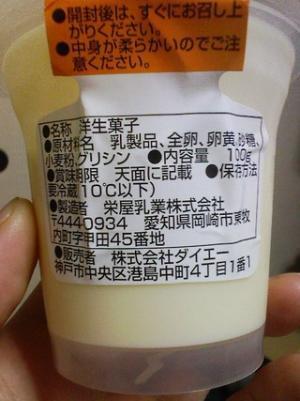 ●開封後は、すぐにお召し上
がりください。
●中身が柔らかいのでご注
意ください。
●名称 洋生菓子
●原材料名 乳製品、全卵、卵黄、砂糖、
小麦粉、グリシン ●内容量 100g
●賞味期限 天面に記載 ●保存方法
要冷蔵(10℃以下)
●製造者 栄屋乳業株式会社
〒4440934 愛知県岡崎市東牧
内町字甲田45番地
●販売者 株式会社ダイエー
神戸市中央区港島中町4丁目1番1